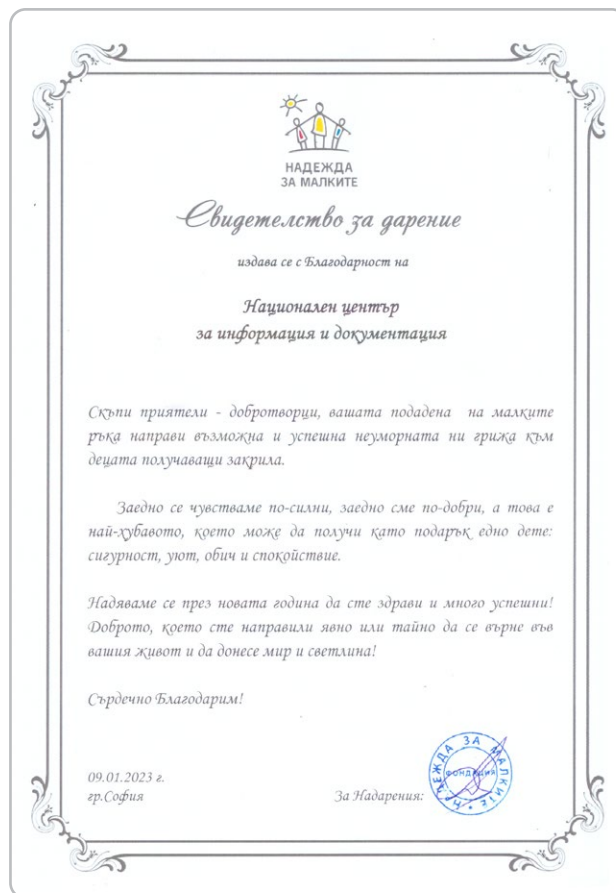 НАДЕЖДА
ЗА МАЛКИТЕ
Свидетелство за дарение
издава се с Благодарност на
Национален център
за информация и документация
Скъпи приятели - добротворци, вашата подадена на малките
ръка направи възможна и успешна неуморната ни грижа към
децата получаващи закрила.
Заедно се чувстваме по-силни, заедно сме по-добри, а това е
най-хубавото, което може да получи като подарък едно дете:
сигурност, уют, обич и спокойствие.
Надяваме се през новата година да сте здрави и много успешни!
Доброто, което сте направили явно или тайно да се върне във
вашия живот и да донесе мир и светлина!
Сърдечно Благодарим!
09.01.2023 г.
гр.София
За Надарения:
НАДЕЖДА ЗА МАЛКИТЕ
ФОНДАЦИЯ